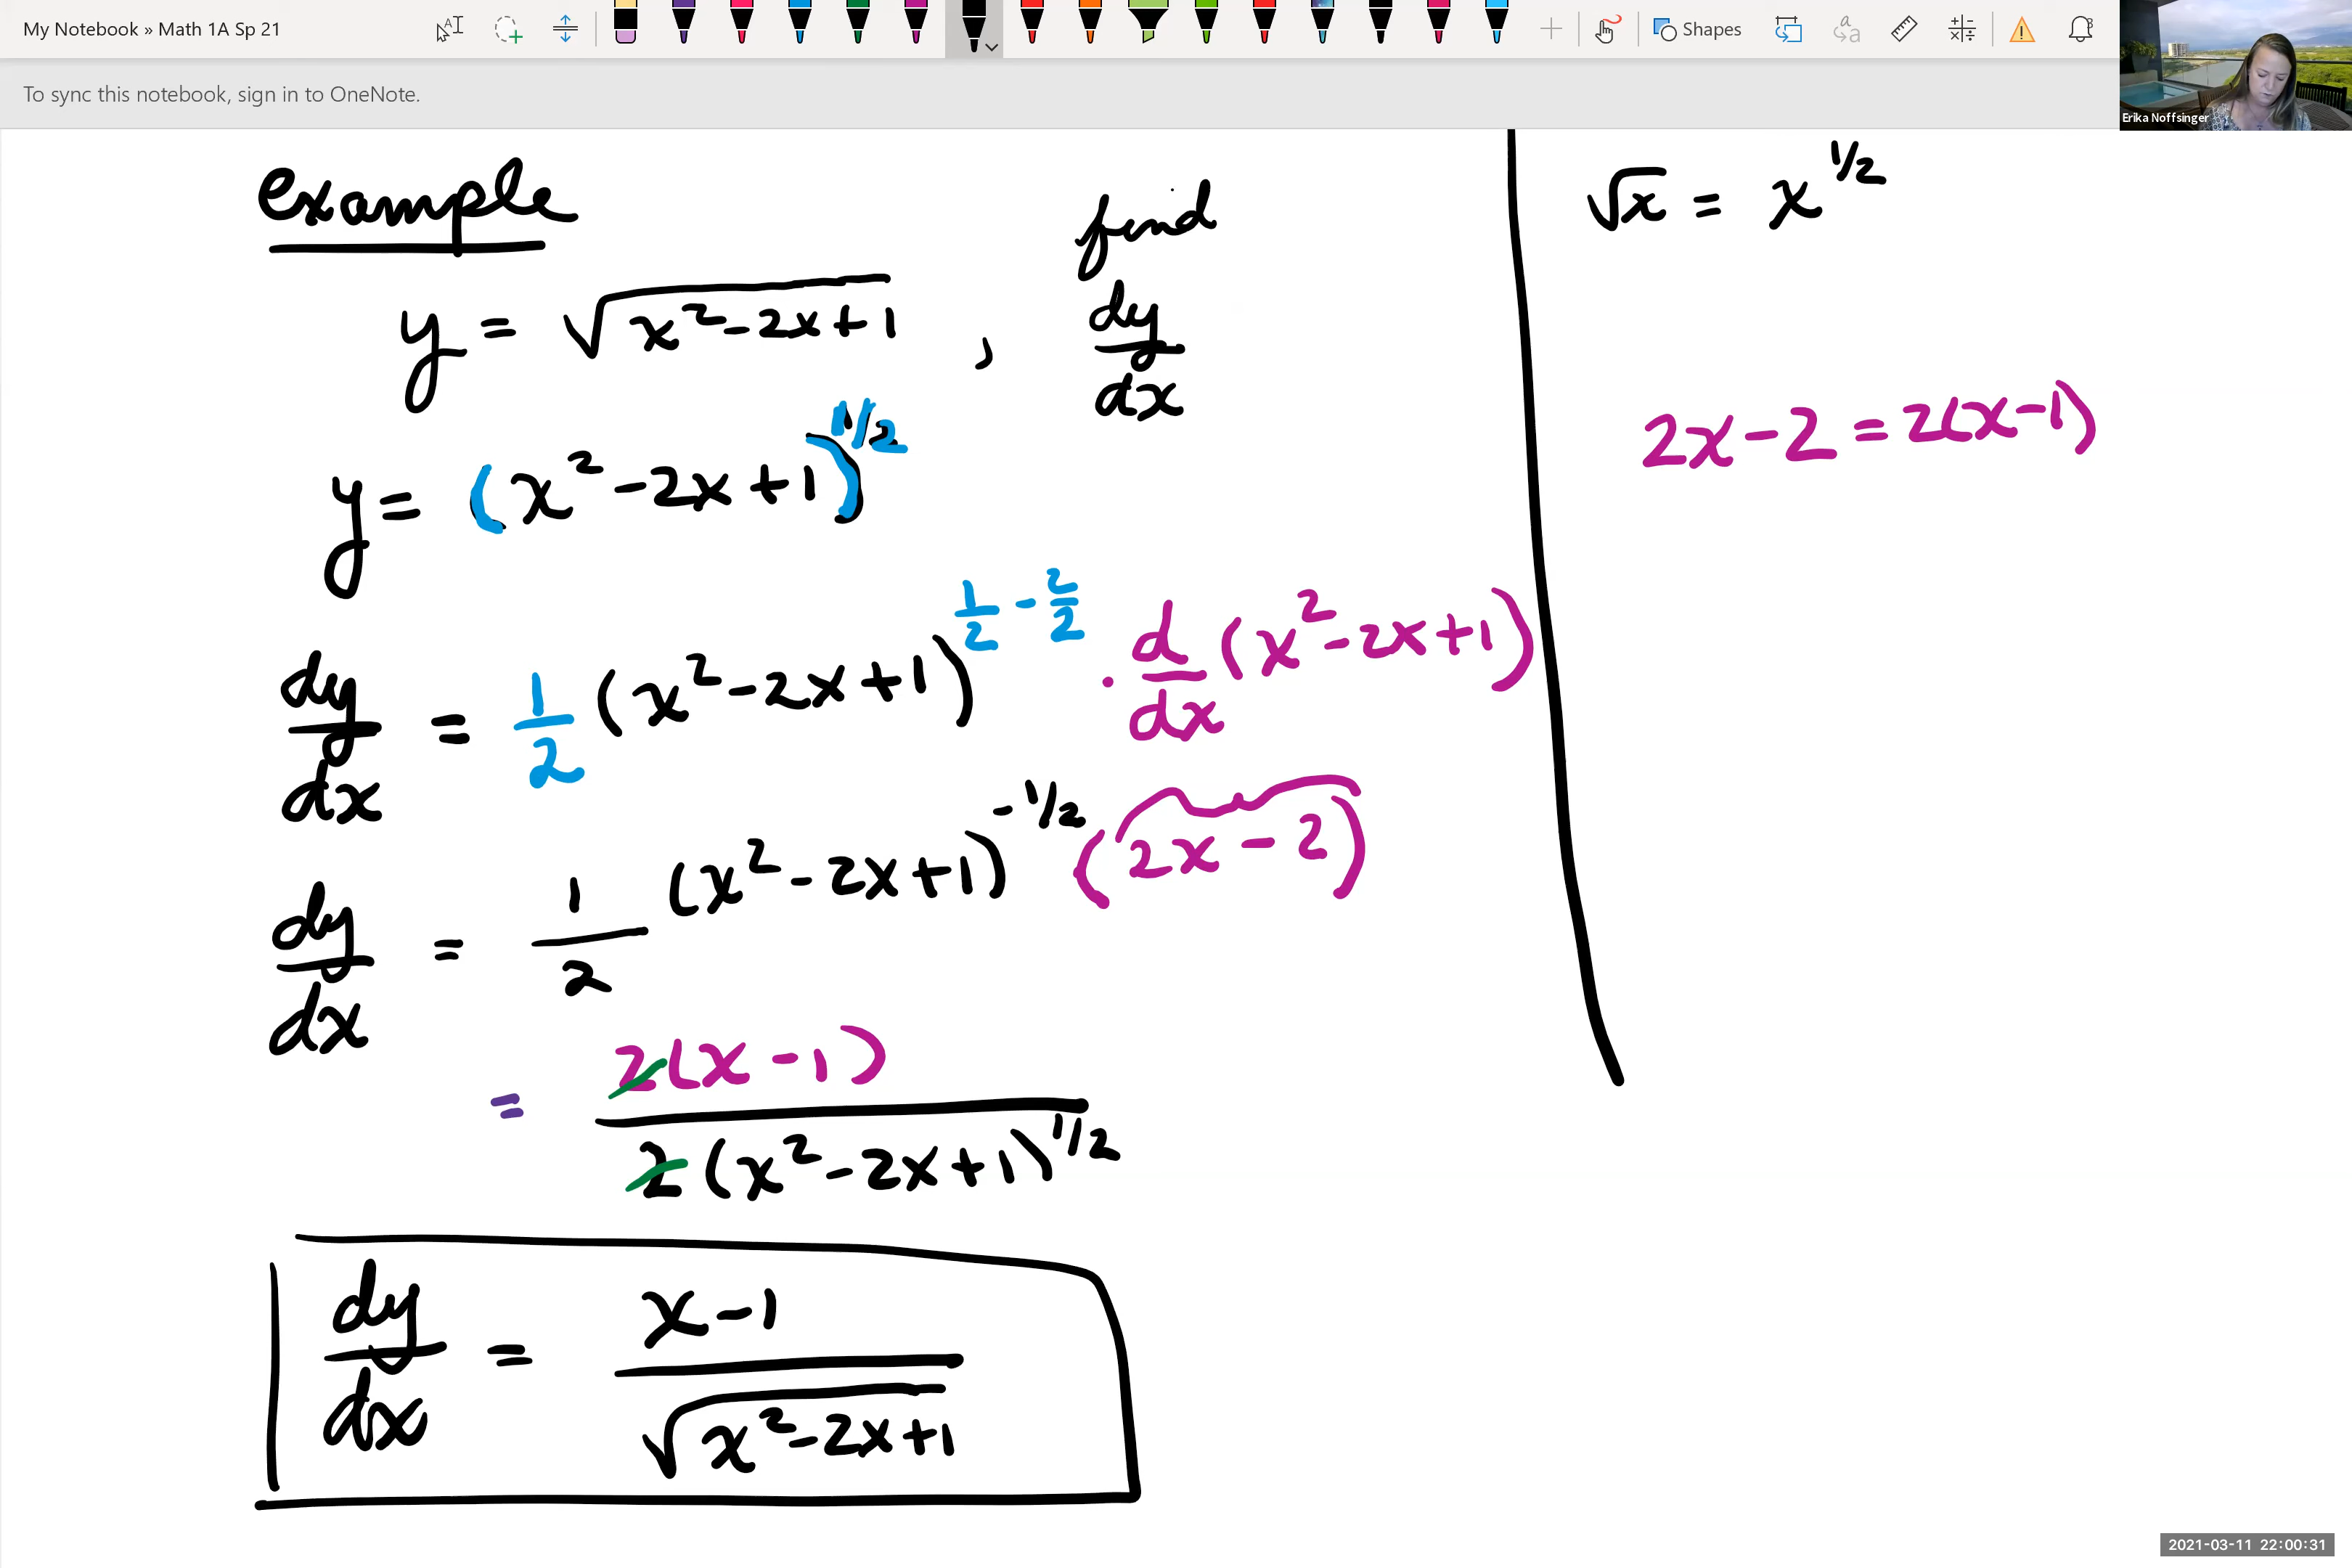 My Notebook » Math 1A Sp 21
Shapes
To sync this notebook, sign in to OneNote.
Erika Noffsinger
example
find
y = √(x² - 2x + 1) , dy/dx
y = (x² - 2x + 1)^1/2
dy/dx = 1/2 (x² - 2x + 1)^(1/2 - 2/2) · d/dx (x² - 2x + 1)
dy/dx = 1/2 (x² - 2x + 1)^-1/2 (2x - 2)
= 2(x - 1) / 2(x² - 2x + 1)^1/2
dy/dx = x - 1 / √(x² - 2x + 1)
√x = x^1/2
2x - 2 = 2(x - 1)
2021-03-11 22:00:31